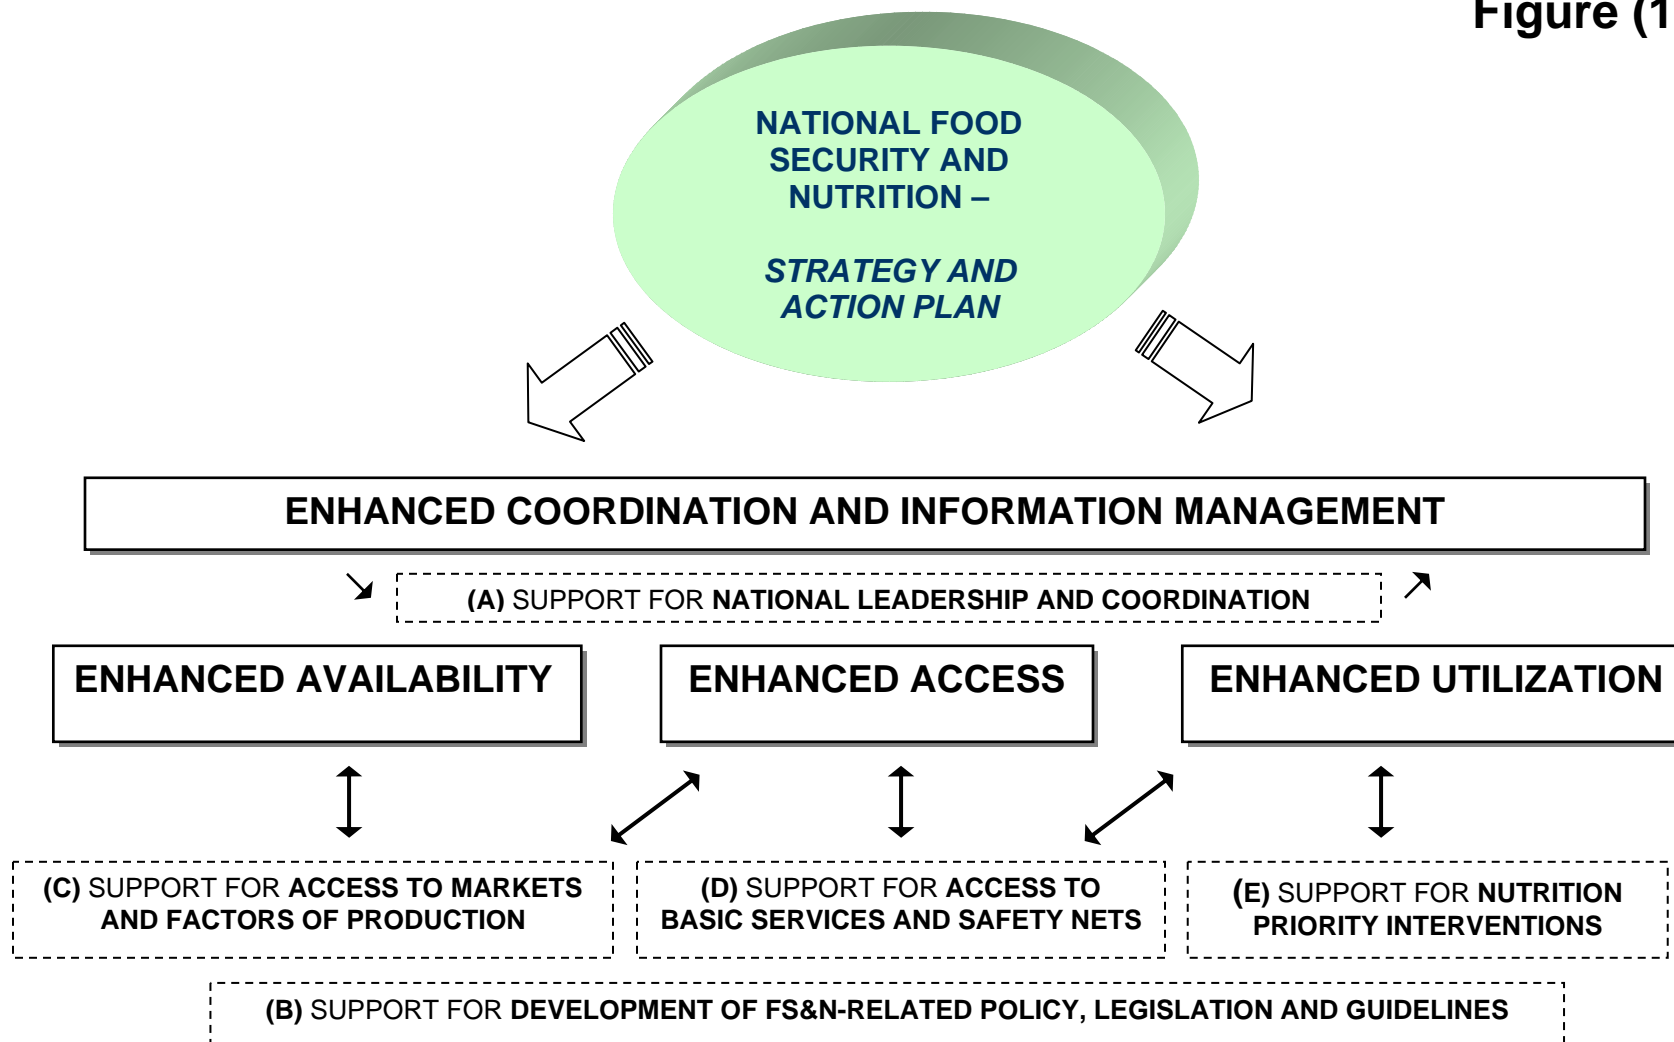 Figure (1
NATIONAL FOOD
SECURITY AND
NUTRITION –
STRATEGY AND
ACTION PLAN
ENHANCED COORDINATION AND INFORMATION MANAGEMENT
(A) SUPPORT FOR NATIONAL LEADERSHIP AND COORDINATION
ENHANCED AVAILABILITY
ENHANCED ACCESS
ENHANCED UTILIZATION
(C) SUPPORT FOR ACCESS TO MARKETS
AND FACTORS OF PRODUCTION
(D) SUPPORT FOR ACCESS TO
BASIC SERVICES AND SAFETY NETS
(E) SUPPORT FOR NUTRITION
PRIORITY INTERVENTIONS
(B) SUPPORT FOR DEVELOPMENT OF FS&N-RELATED POLICY, LEGISLATION AND GUIDELINES